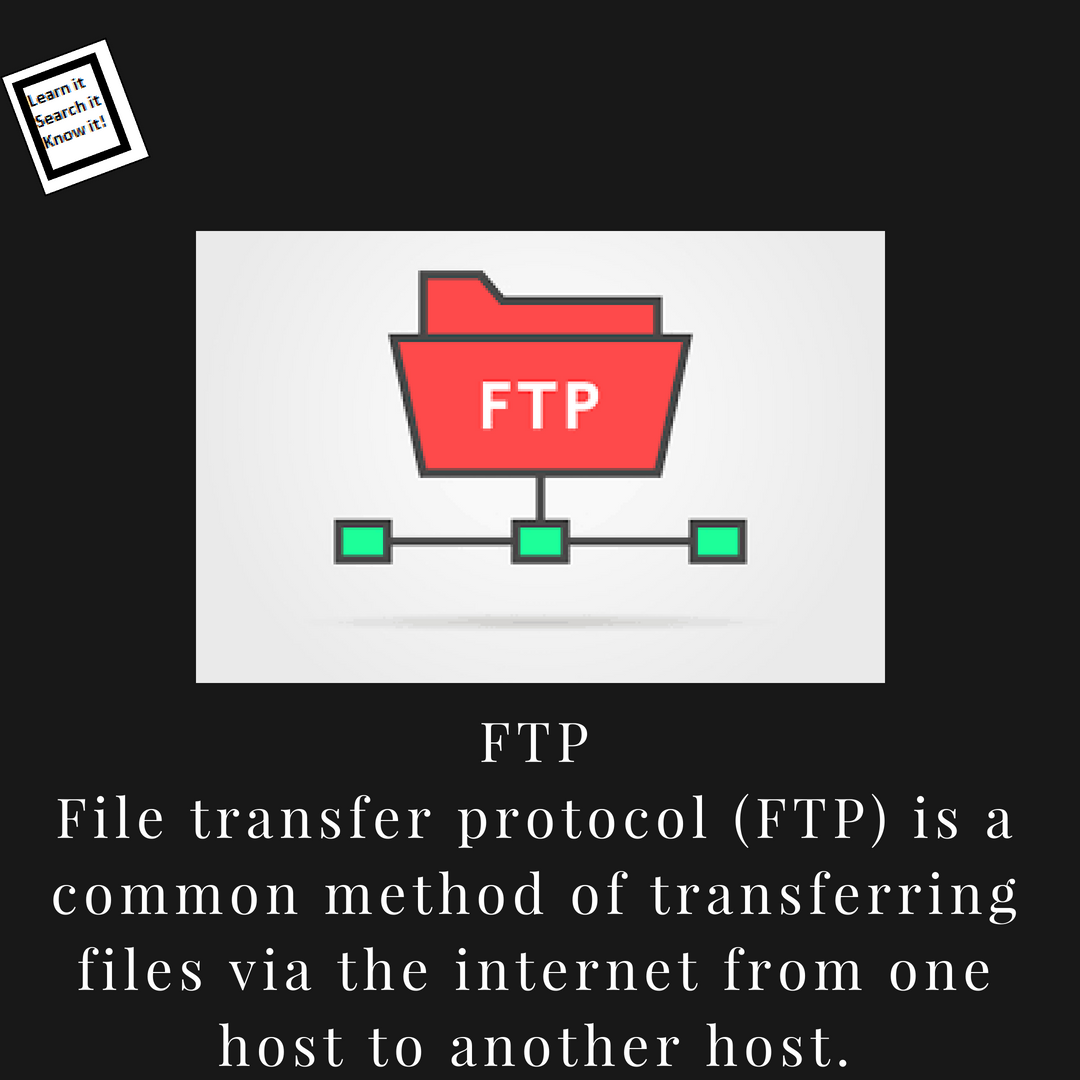 Learn it
Search it
Know it!
FTP
FTP
File transfer protocol (FTP) is a
common method of transferring
files via the internet from one
host to another host.